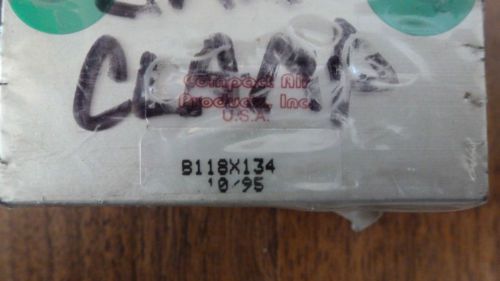 CLAMP
Compact Air
Products, Inc.
U.S.A.
B118X134
10/95